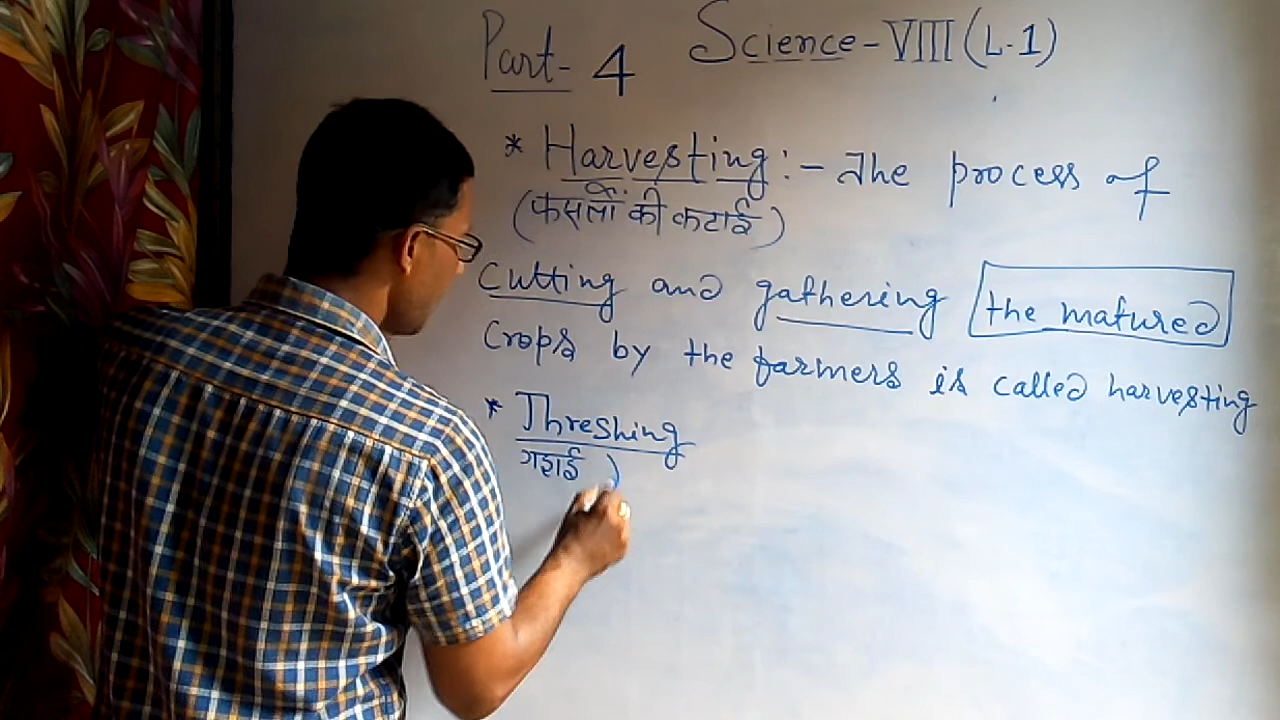 Part- 4 Science-VIII (L-1)
* Harvesting :- The process of
(फसलों की कटाई)
cutting and gathering the matured
Crops by the farmers is called harvesting
* Threshing
गहाई )